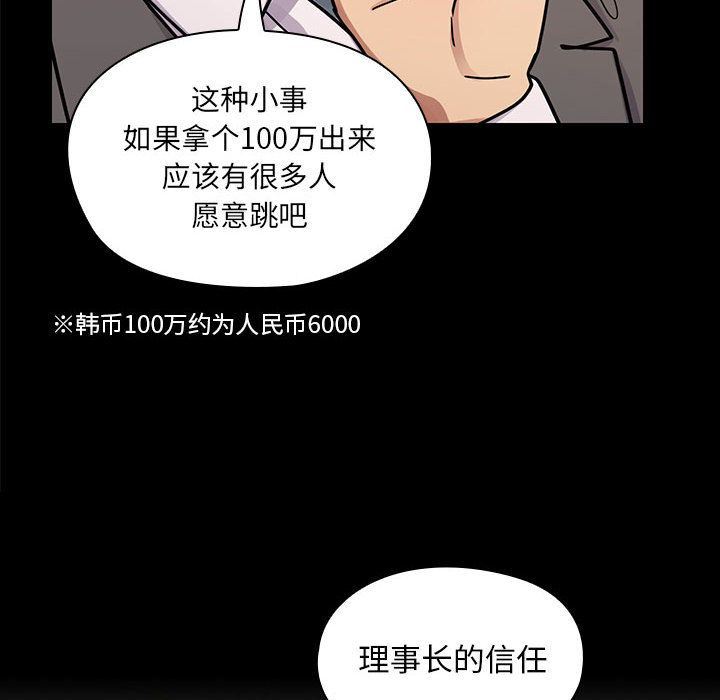 这种小事
如果拿个100万出来
应该有很多人
愿意跳吧
※韩币100万约为人民币6000
理事长的信任